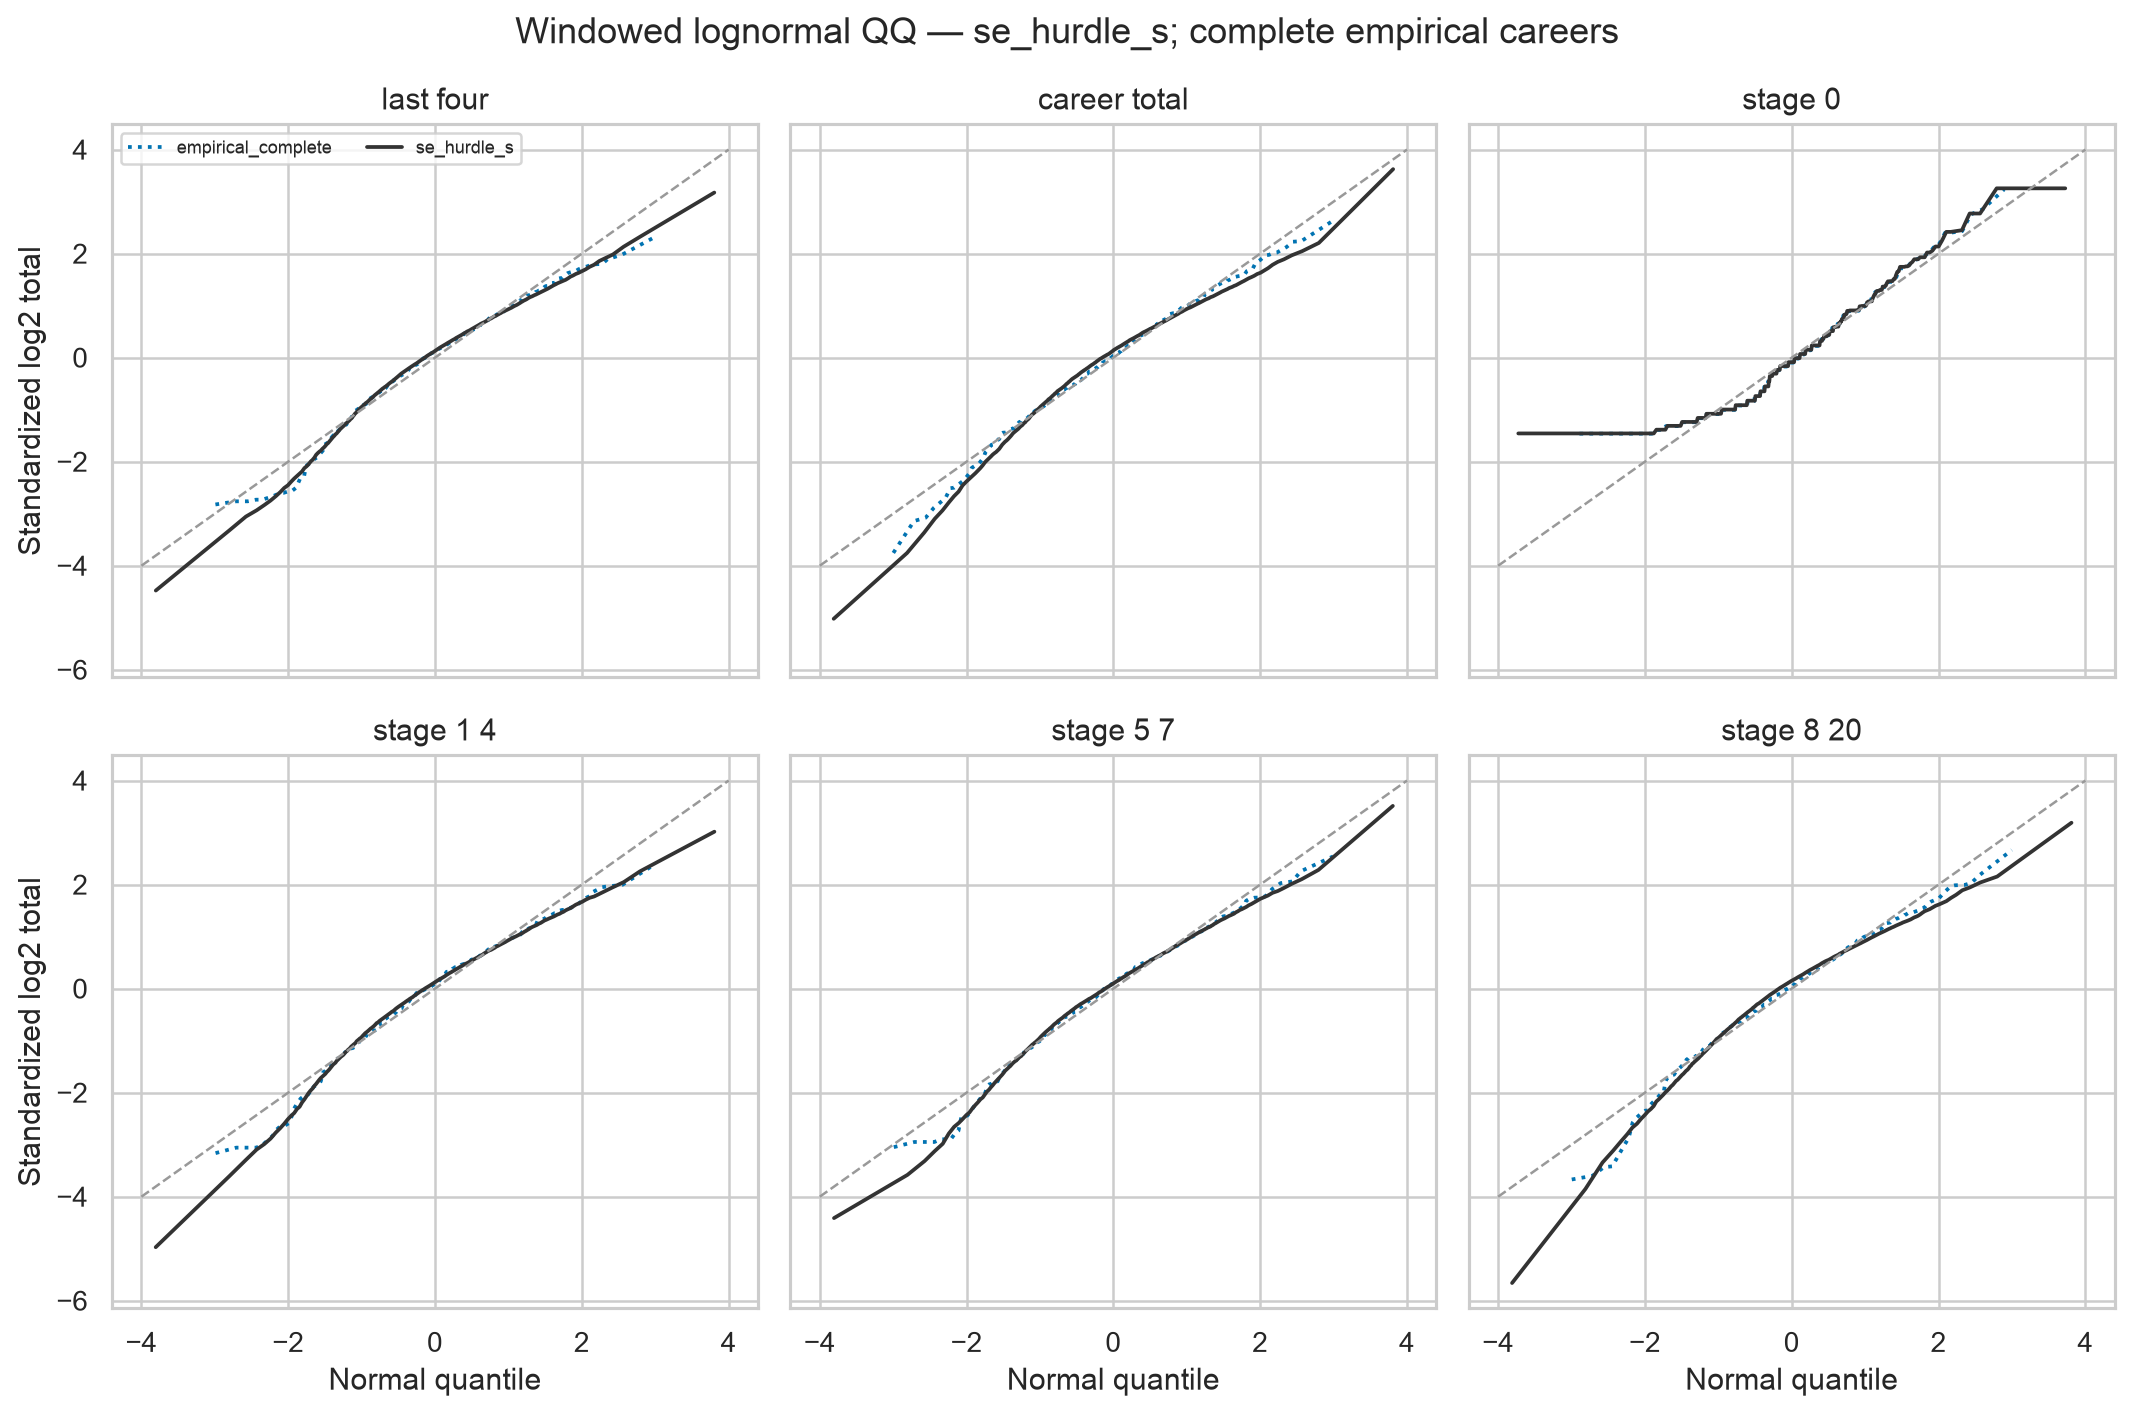 Windowed lognormal QQ — se_hurdle_s; complete empirical careers
last four
career total
stage 0
empirical_complete
se_hurdle_s
Standardized log2 total
4
2
0
−2
−4
−6
stage 1 4
stage 5 7
stage 8 20
Standardized log2 total
4
2
0
−2
−4
−6
−4 −2 0 2 4
−4 −2 0 2 4
−4 −2 0 2 4
Normal quantile
Normal quantile
Normal quantile